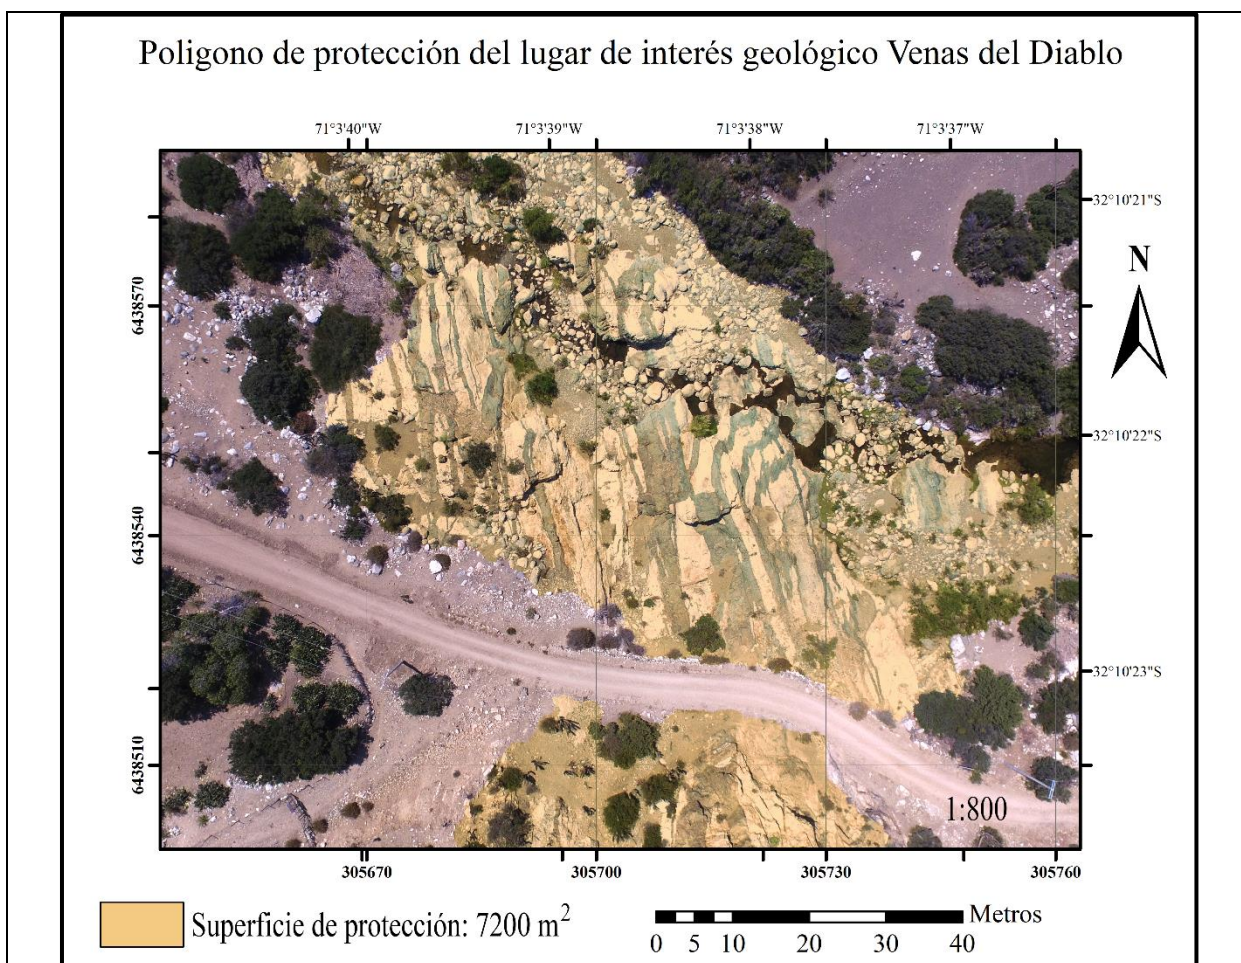 Poligono de protección del lugar de interés geológico Venas del Diablo
71°3'40"W 71°3'39"W 71°3'38"W 71°3'37"W
32°10'21"S
N
6438570
32°10'22"S
6438540
32°10'23"S
6438510
1:800
305670 305700 305730 305760
Superficie de protección: 7200 m²
Metros
0 5 10 20 30 40